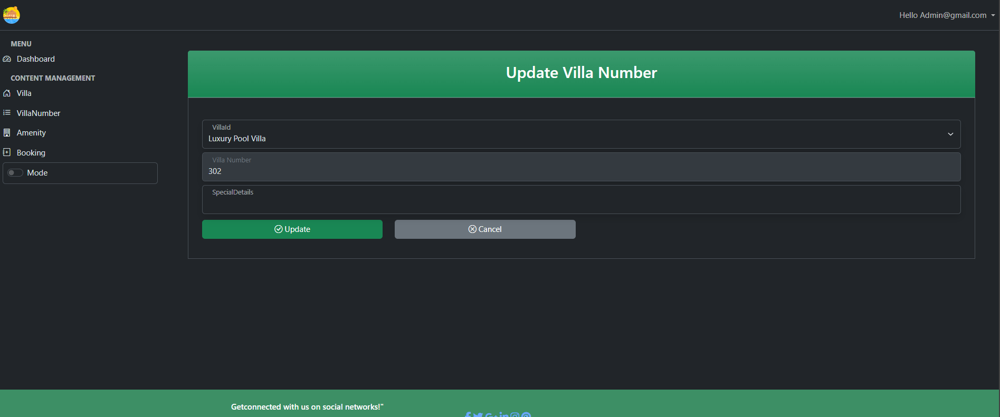 Hello Admin@gmail.com
MENU
Dashboard
CONTENT MANAGEMENT
Villa
VillaNumber
Amenity
Booking
Mode
Update Villa Number
VillaId
Luxury Pool Villa
Villa Number
302
SpecialDetails
Update
Cancel
Getconnected with us on social networks!"